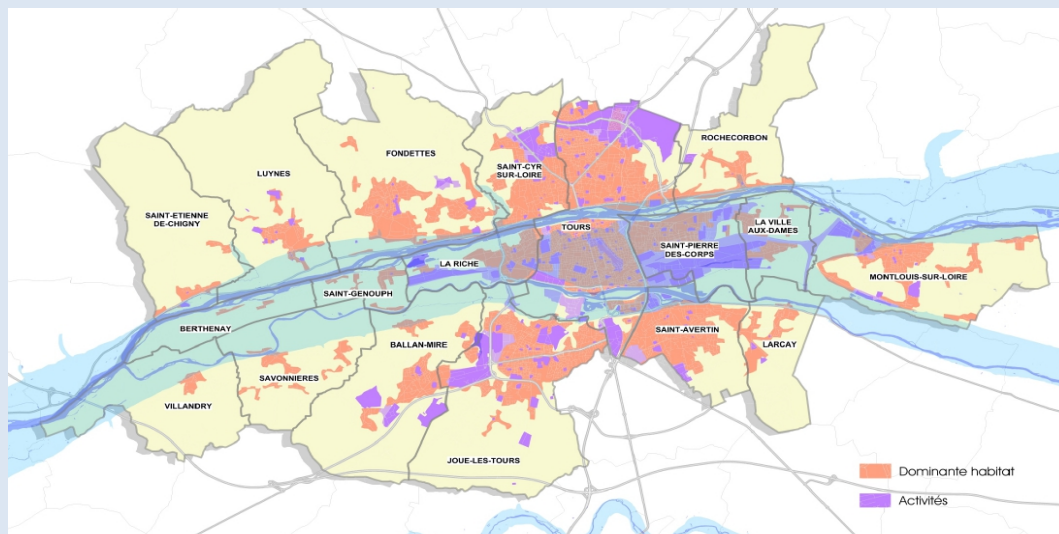 ROCHECORBON
FONDETTES
SAINT-CYR
SUR-LOIRE
LUYNES
SAINT-ETIENNE
DE-CHIGNY
LA VILLE
AUX-DAMES
TOURS
SAINT-PIERRE
DES-CORPS
LA RICHE
MONTLOUIS-SUR-LOIRE
SAINT-GENOUPH
BERTHENAY
SAINT-AVERTIN
BALLAN-MIRE
LARCAY
SAVONNIERES
VILLANDRY
JOUE-LES-TOURS
Dominante habitat
Activités